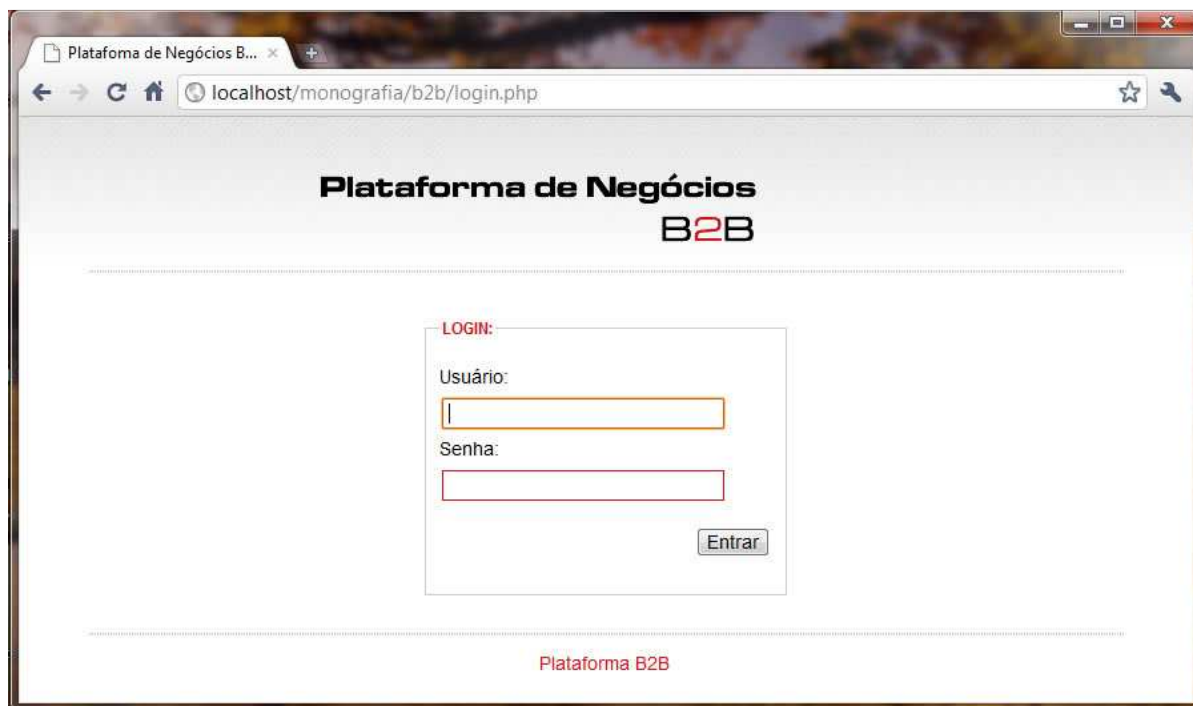 Platafoma de Negócios B...
localhost/monografia/b2b/login.php
Plataforma de Negócios
B2B
LOGIN:
Usuário:
Senha:
Entrar
Plataforma B2B